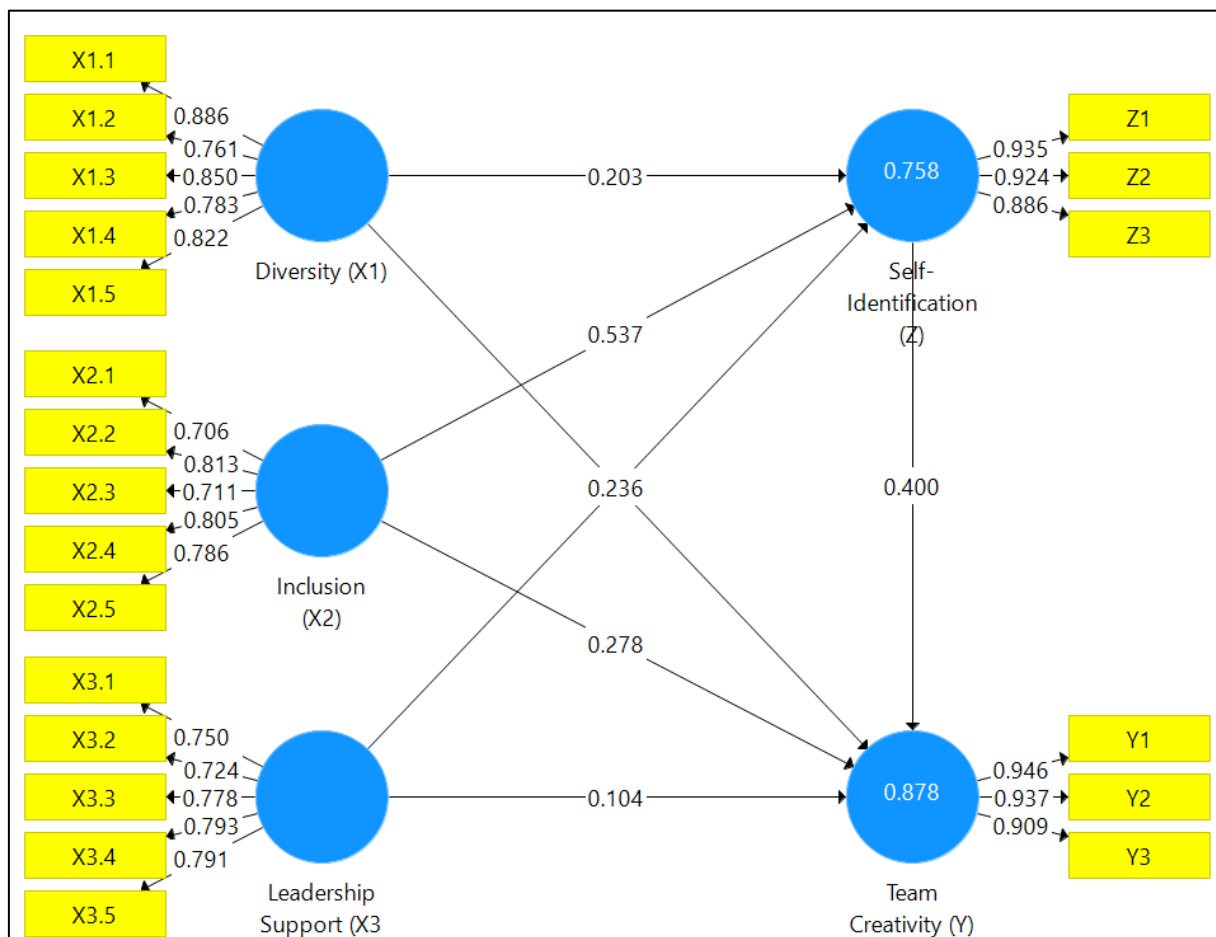 X1.1
0.886
X1.2
0.761
X1.3
0.850
X1.4
0.783
X1.5
0.822
Diversity (X1)
0.203
0.758
Self-
Identification
(Z)
0.935
Z1
0.924
Z2
0.886
Z3
X2.1
0.706
X2.2
0.813
X2.3
0.711
X2.4
0.805
X2.5
0.786
Inclusion
(X2)
0.537
0.236
0.400
0.278
X3.1
0.750
X3.2
0.724
X3.3
0.778
X3.4
0.793
X3.5
0.791
Leadership
Support (X3
0.104
0.878
Team
Creativity (Y)
0.946
Y1
0.937
Y2
0.909
Y3